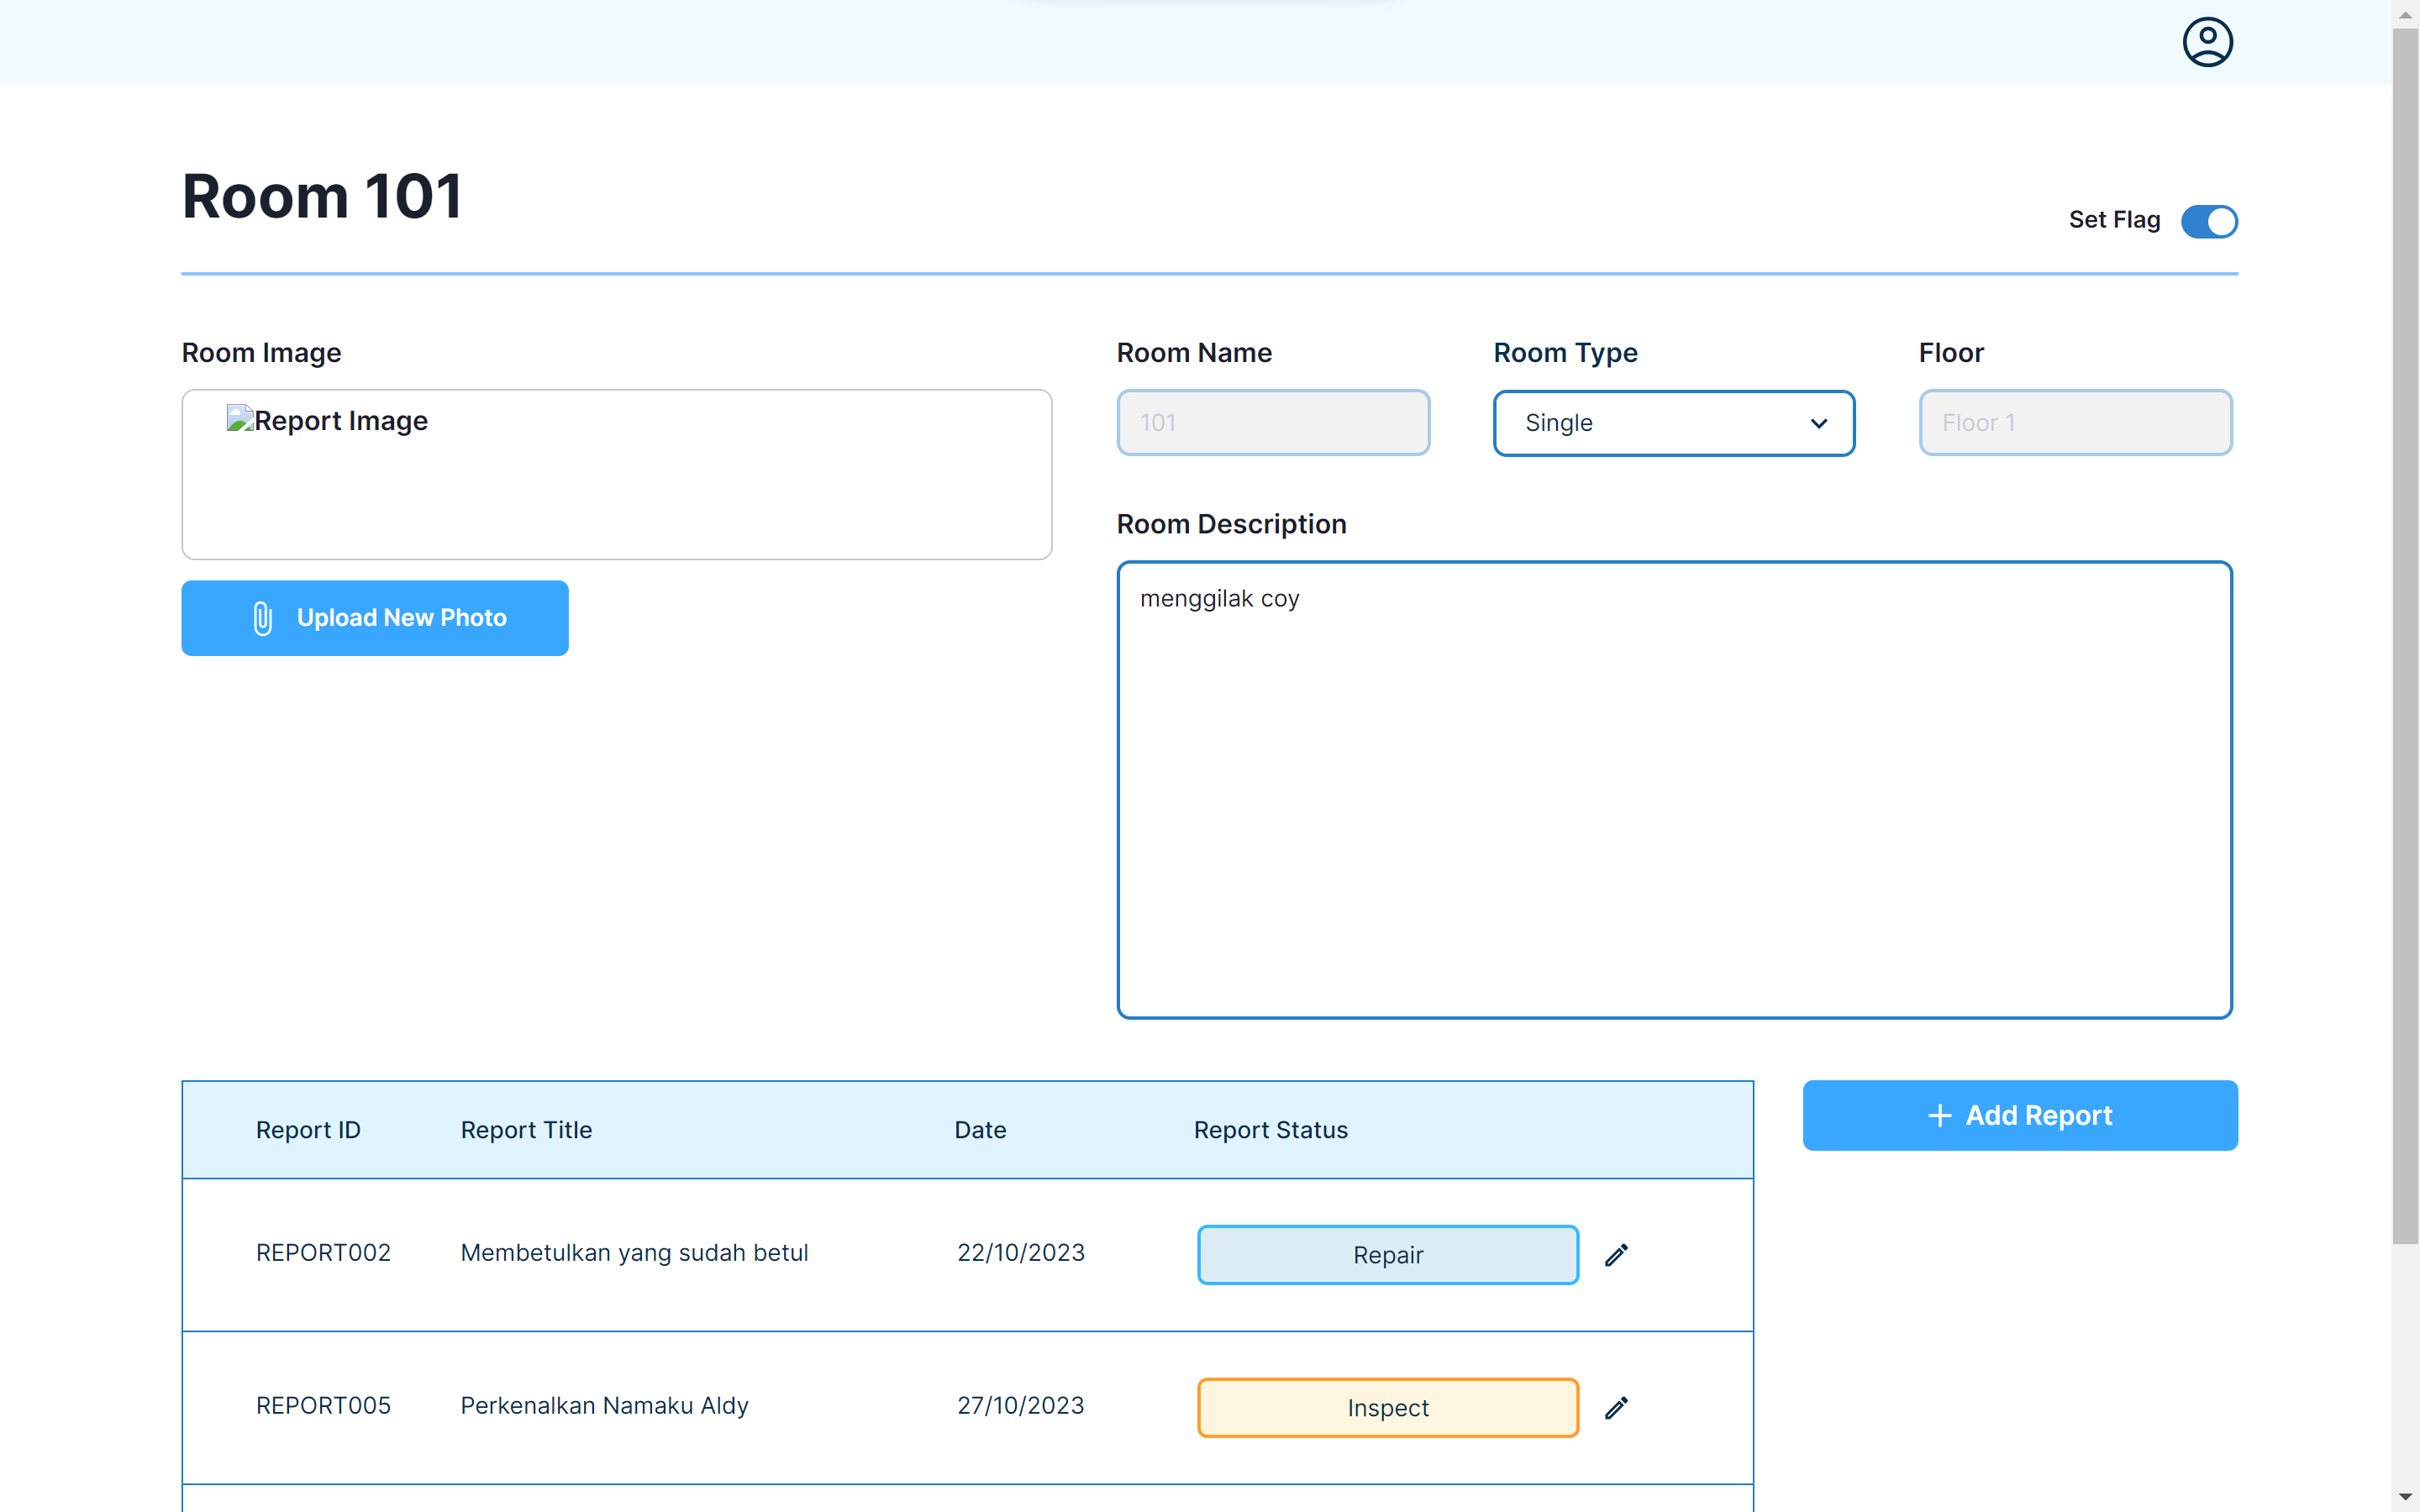 Room 101
Set Flag
Room Image
Room Name
Room Type
Floor
Report Image
101
Single
Floor 1
Upload New Photo
Room Description
menggilak coy
Report ID
Report Title
Date
Report Status
Add Report
REPORT002
Membetulkan yang sudah betul
22/10/2023
Repair
REPORT005
Perkenalkan Namaku Aldy
27/10/2023
Inspect